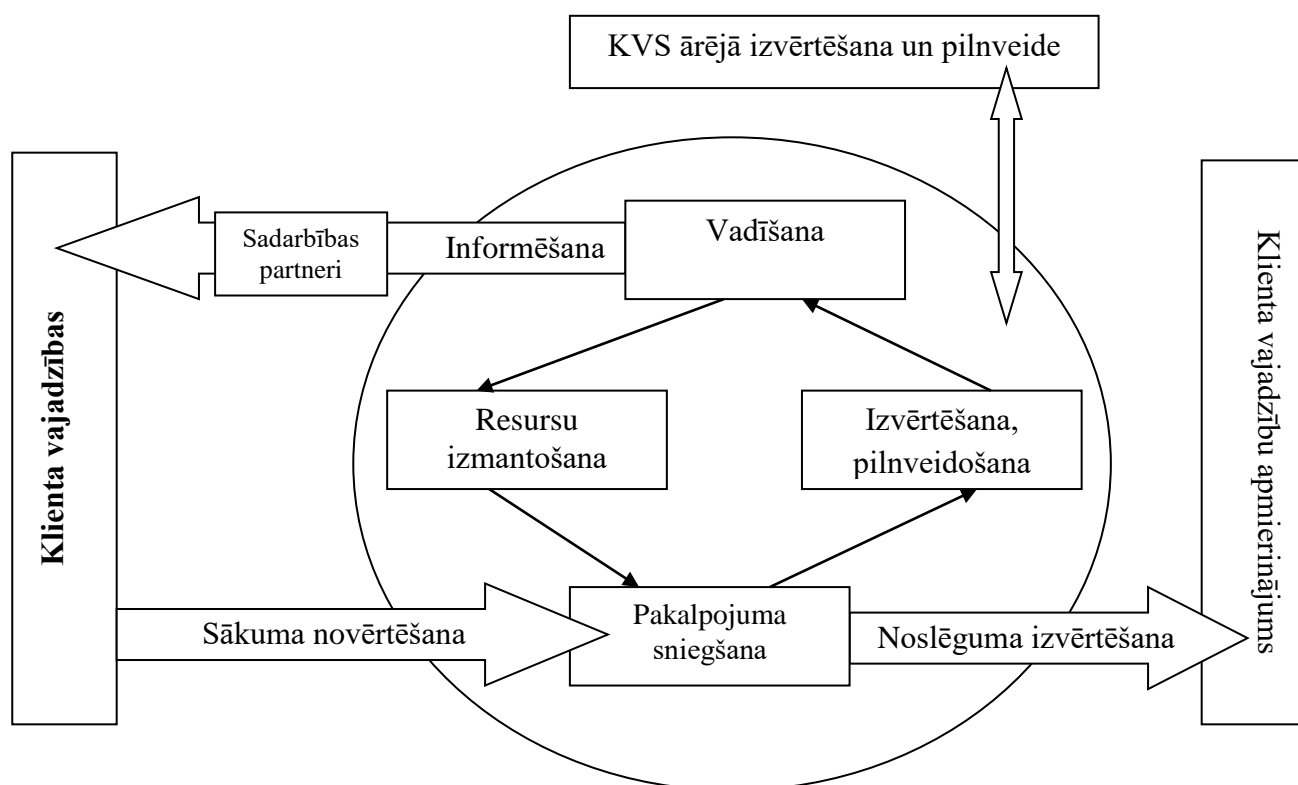 KVS ārējā izvērtēšana un pilnveide
Klienta vajadzības
Sadarbības
partneri
Informēšana
Vadīšana
Resursu
izmantošana
Izvērtēšana,
pilnveidošana
Sākuma novērtēšana
Pakalpojuma
sniegšana
Noslēguma izvērtēšana
Klienta vajadzību apmierinājums